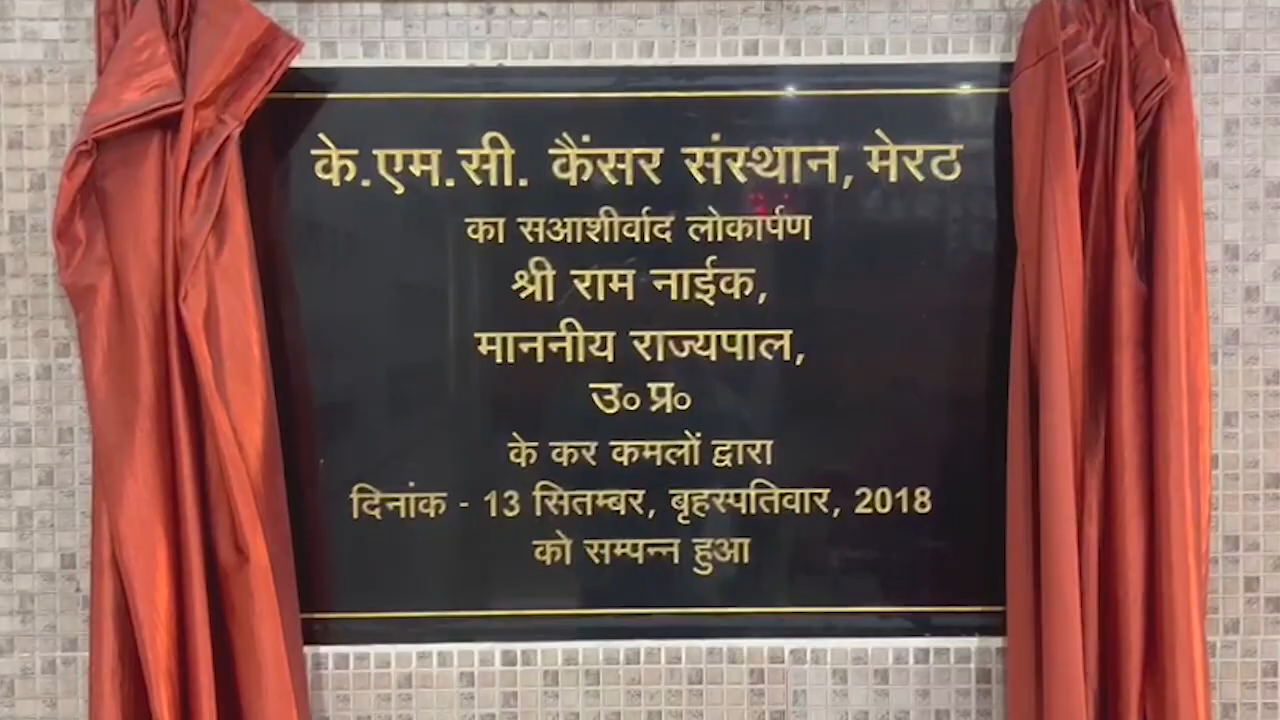 के.एम.सी. कैंसर संस्थान, मेरठ
का सआशीर्वाद लोकार्पण
श्री राम नाईक,
माननीय राज्यपाल,
उ० प्र०
के कर कमलों द्वारा
दिनांक - 13 सितम्बर, बृहस्पतिवार, 2018
को सम्पन्न हुआ